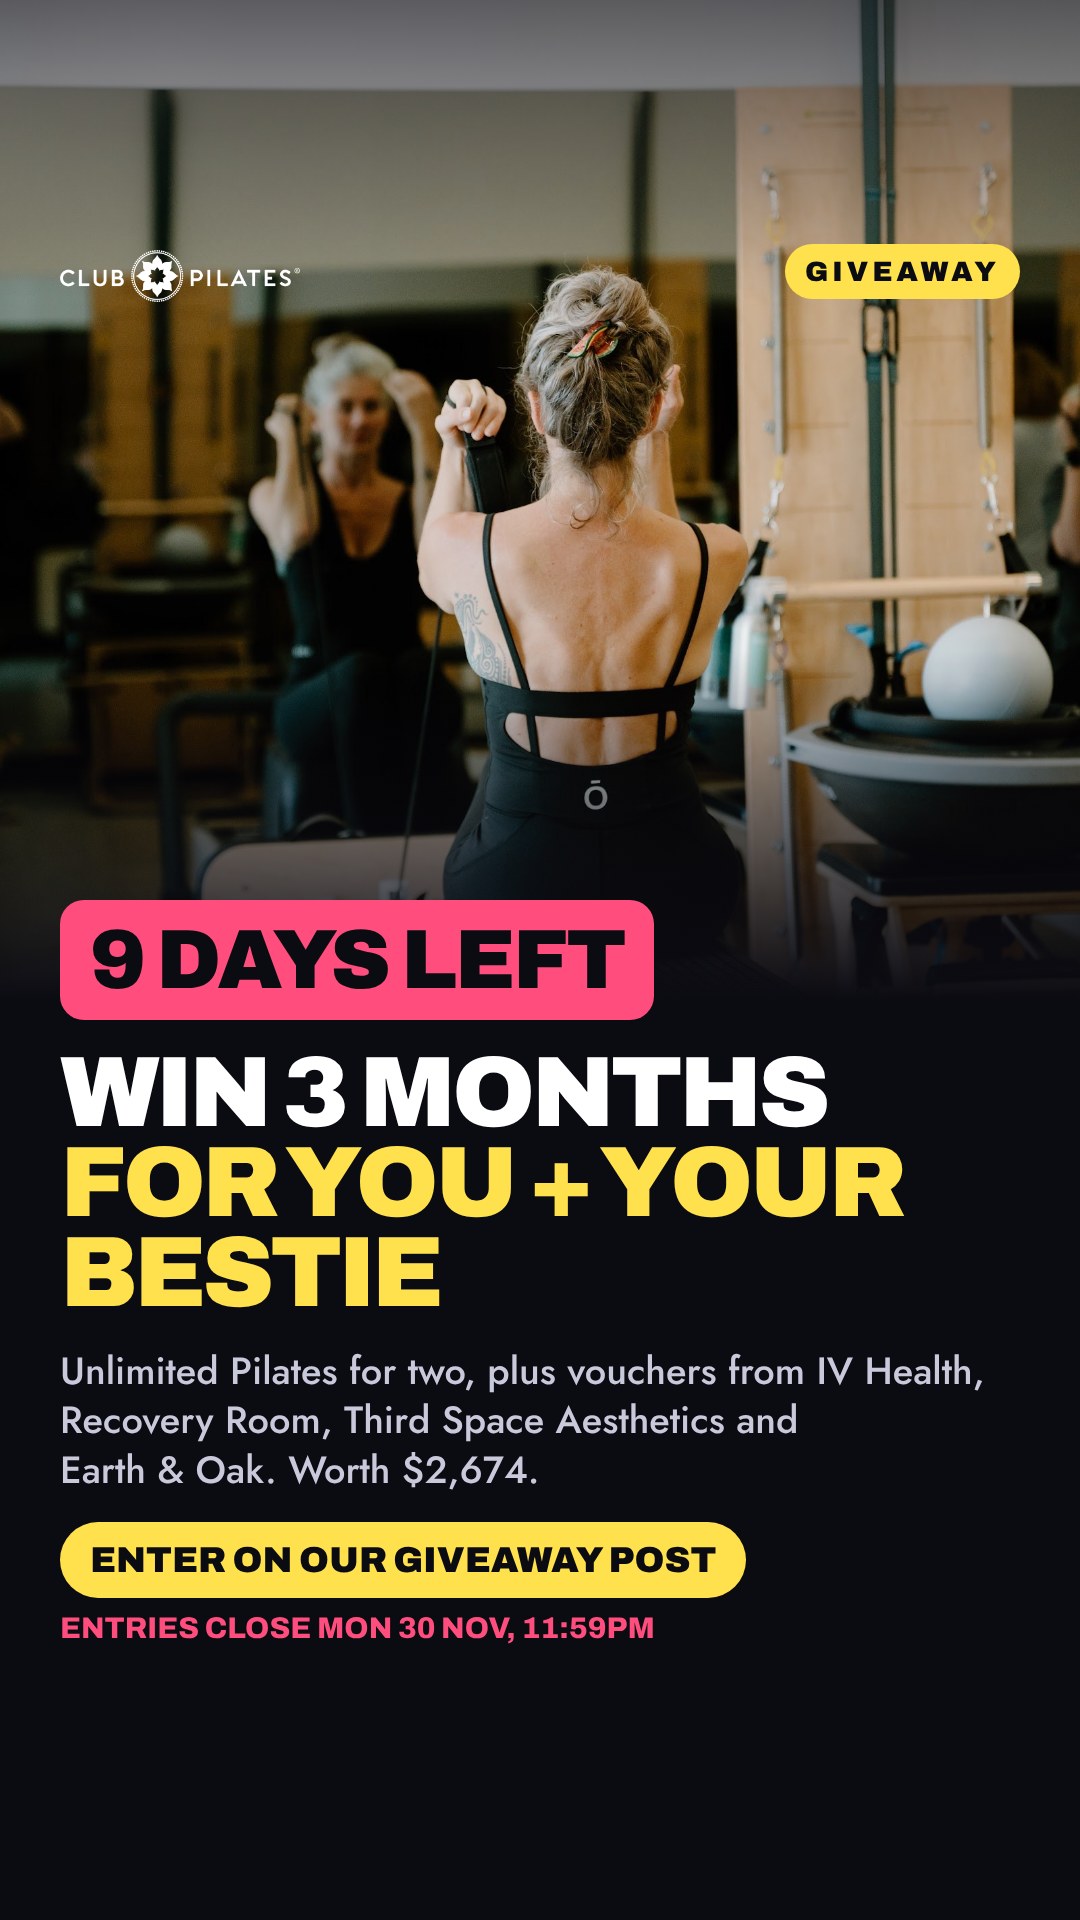 CLUB PILATES®
GIVEAWAY
Ō
9 DAYS LEFT
WIN 3 MONTHS
FOR YOU + YOUR
BESTIE
Unlimited Pilates for two, plus vouchers from IV Health,
Recovery Room, Third Space Aesthetics and
Earth & Oak. Worth $2,674.
ENTER ON OUR GIVEAWAY POST
ENTRIES CLOSE MON 30 NOV, 11:59PM